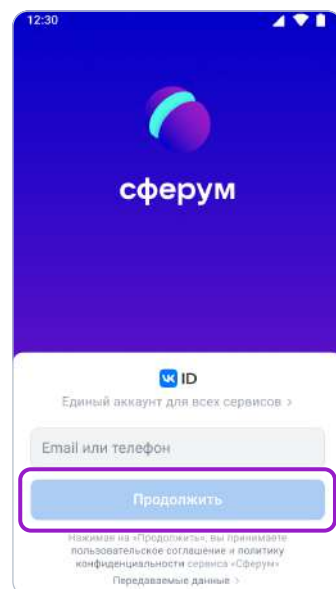 12:30
сферум
VK ID
Единый аккаунт для всех сервисов >
Email или телефон
Продолжить
Нажимая на «Продолжить», вы принимаете
пользовательское соглашение и политику
конфиденциальности сервиса «Сферум»
Передаваемые данные >